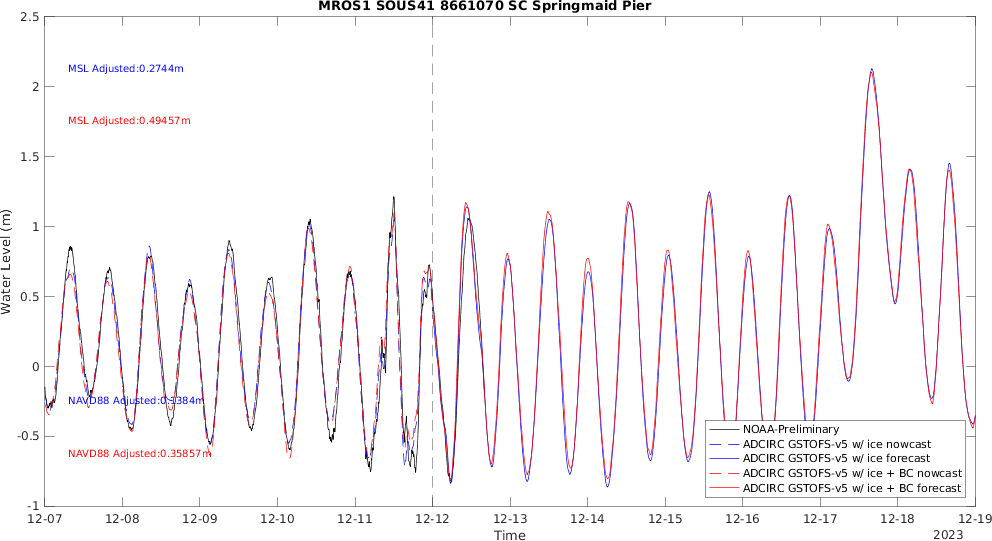 MROS1 SOUS41 8661070 SC Springmaid Pier
2.5
MSL Adjusted:0.2744m
2
MSL Adjusted:0.49457m
1.5
1
Water Level (m)
0.5
0
NAVD88 Adjusted:0.1384m
-0.5
NAVD88 Adjusted:0.35857m
NOAA-Preliminary
ADCIRC GSTOFS-v5 w/ ice nowcast
ADCIRC GSTOFS-v5 w/ ice forecast
ADCIRC GSTOFS-v5 w/ ice + BC nowcast
ADCIRC GSTOFS-v5 w/ ice + BC forecast
-1
12-07 12-08 12-09 12-10 12-11 12-12 12-13 12-14 12-15 12-16 12-17 12-18 12-19
Time
2023